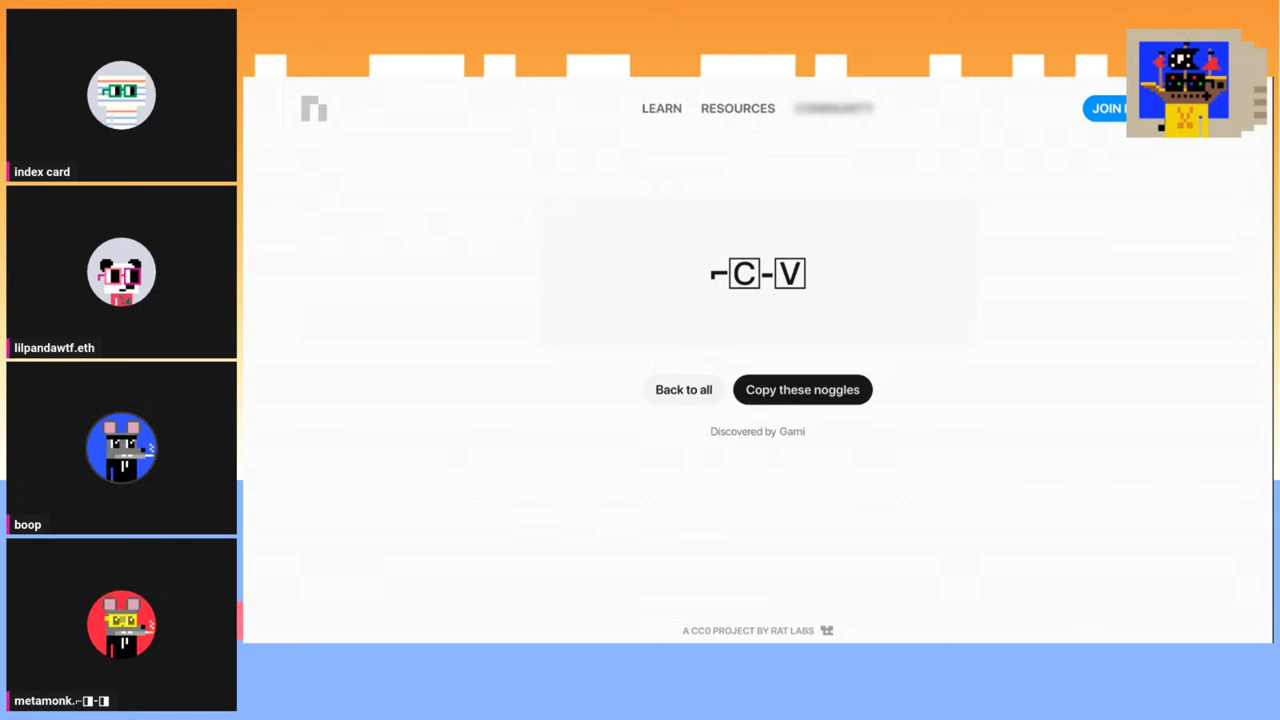 index card
lilpandawtf.eth
boop
metamonk.⌐◨-◨
LEARN RESOURCES COMMUNITY
JOIN
⌐🄲-🅅
Back to all Copy these noggles
Discovered by Gami
A CC0 PROJECT BY RAT LABS